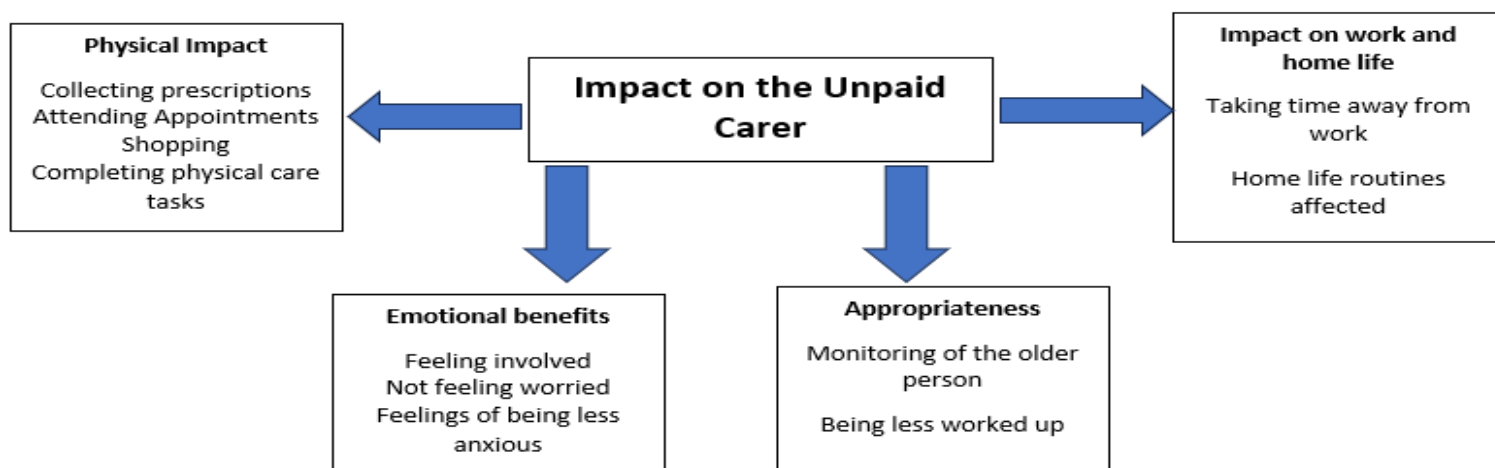 Physical Impact
Collecting prescriptions
Attending Appointments
Shopping
Completing physical care
tasks
Impact on the Unpaid
Carer
Impact on work and
home life
Taking time away from
work
Home life routines
affected
Emotional benefits
Feeling involved
Not feeling worried
Feelings of being less
anxious
Appropriateness
Monitoring of the older
person
Being less worked up